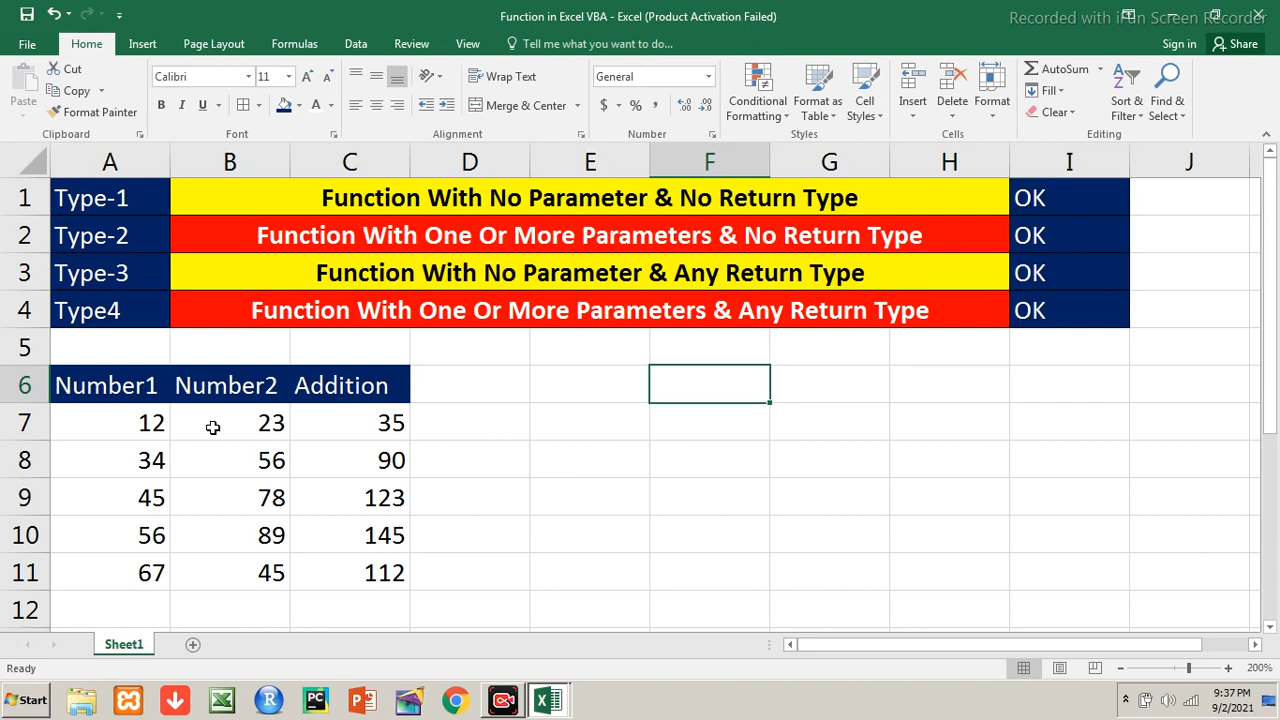 Function in Excel VBA - Excel (Product Activation Failed)
Recorded with iFun Screen Recorder
File Home Insert Page Layout Formulas Data Review View Tell me what you want to do... Sign in Share
Paste Cut Copy Format Painter
Calibri 11 B I U A A A
Wrap Text Merge & Center
General $ % ,
Conditional Formatting Format as Table Cell Styles
Insert Delete Format
AutoSum Fill Clear Sort & Filter Find & Select
Clipboard Font Alignment Number Styles Cells Editing
A B C D E F G H I J
1 Type-1 Function With No Parameter & No Return Type OK
2 Type-2 Function With One Or More Parameters & No Return Type OK
3 Type-3 Function With No Parameter & Any Return Type OK
4 Type4 Function With One Or More Parameters & Any Return Type OK
5
6 Number1 Number2 Addition
7 12 23 35
8 34 56 90
9 45 78 123
10 56 89 145
11 67 45 112
12
Sheet1
Ready 200%
Start PC 9:37 PM
9/2/2021